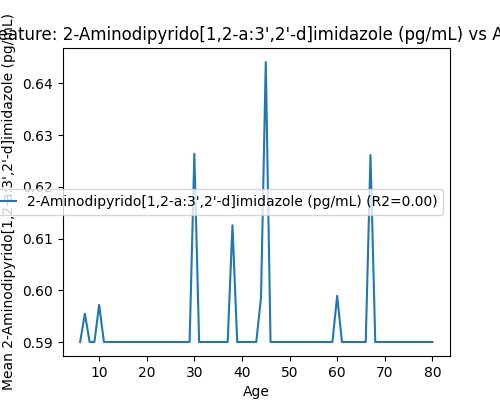 eature: 2-Aminodipyrido[1,2-a:3',2'-d]imidazole (pg/mL) vs A
Mean 2-Aminodipyrido[1,2-a:3',2'-d]imidazole (pg/mL)
0.64
0.63
0.62
2-Aminodipyrido[1,2-a:3',2'-d]imidazole (pg/mL) (R2=0.00)
0.61
0.60
0.59
10 20 30 40 50 60 70 80
Age